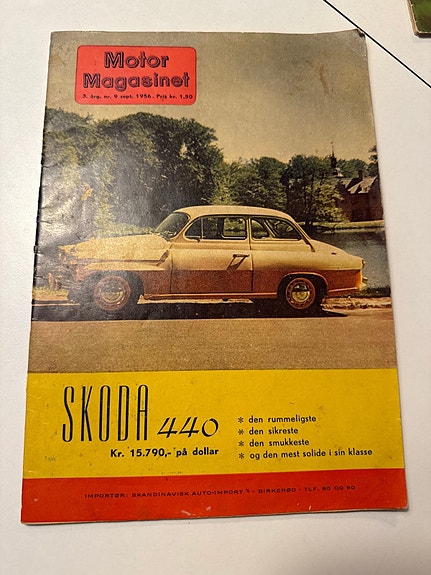 Motor
Magasinet
3. årg. nr. 9 sept. 1956. Pris kr. 1,50
SKODA 440
Kr. 15.790,- på dollar
* den rummeligste
* den sikreste
* den smukkeste
* og den mest solide i sin klasse
IMPORTØR: SKANDINAVISK AUTO-IMPORT - BIRKERØD - TLF. 80 00 90